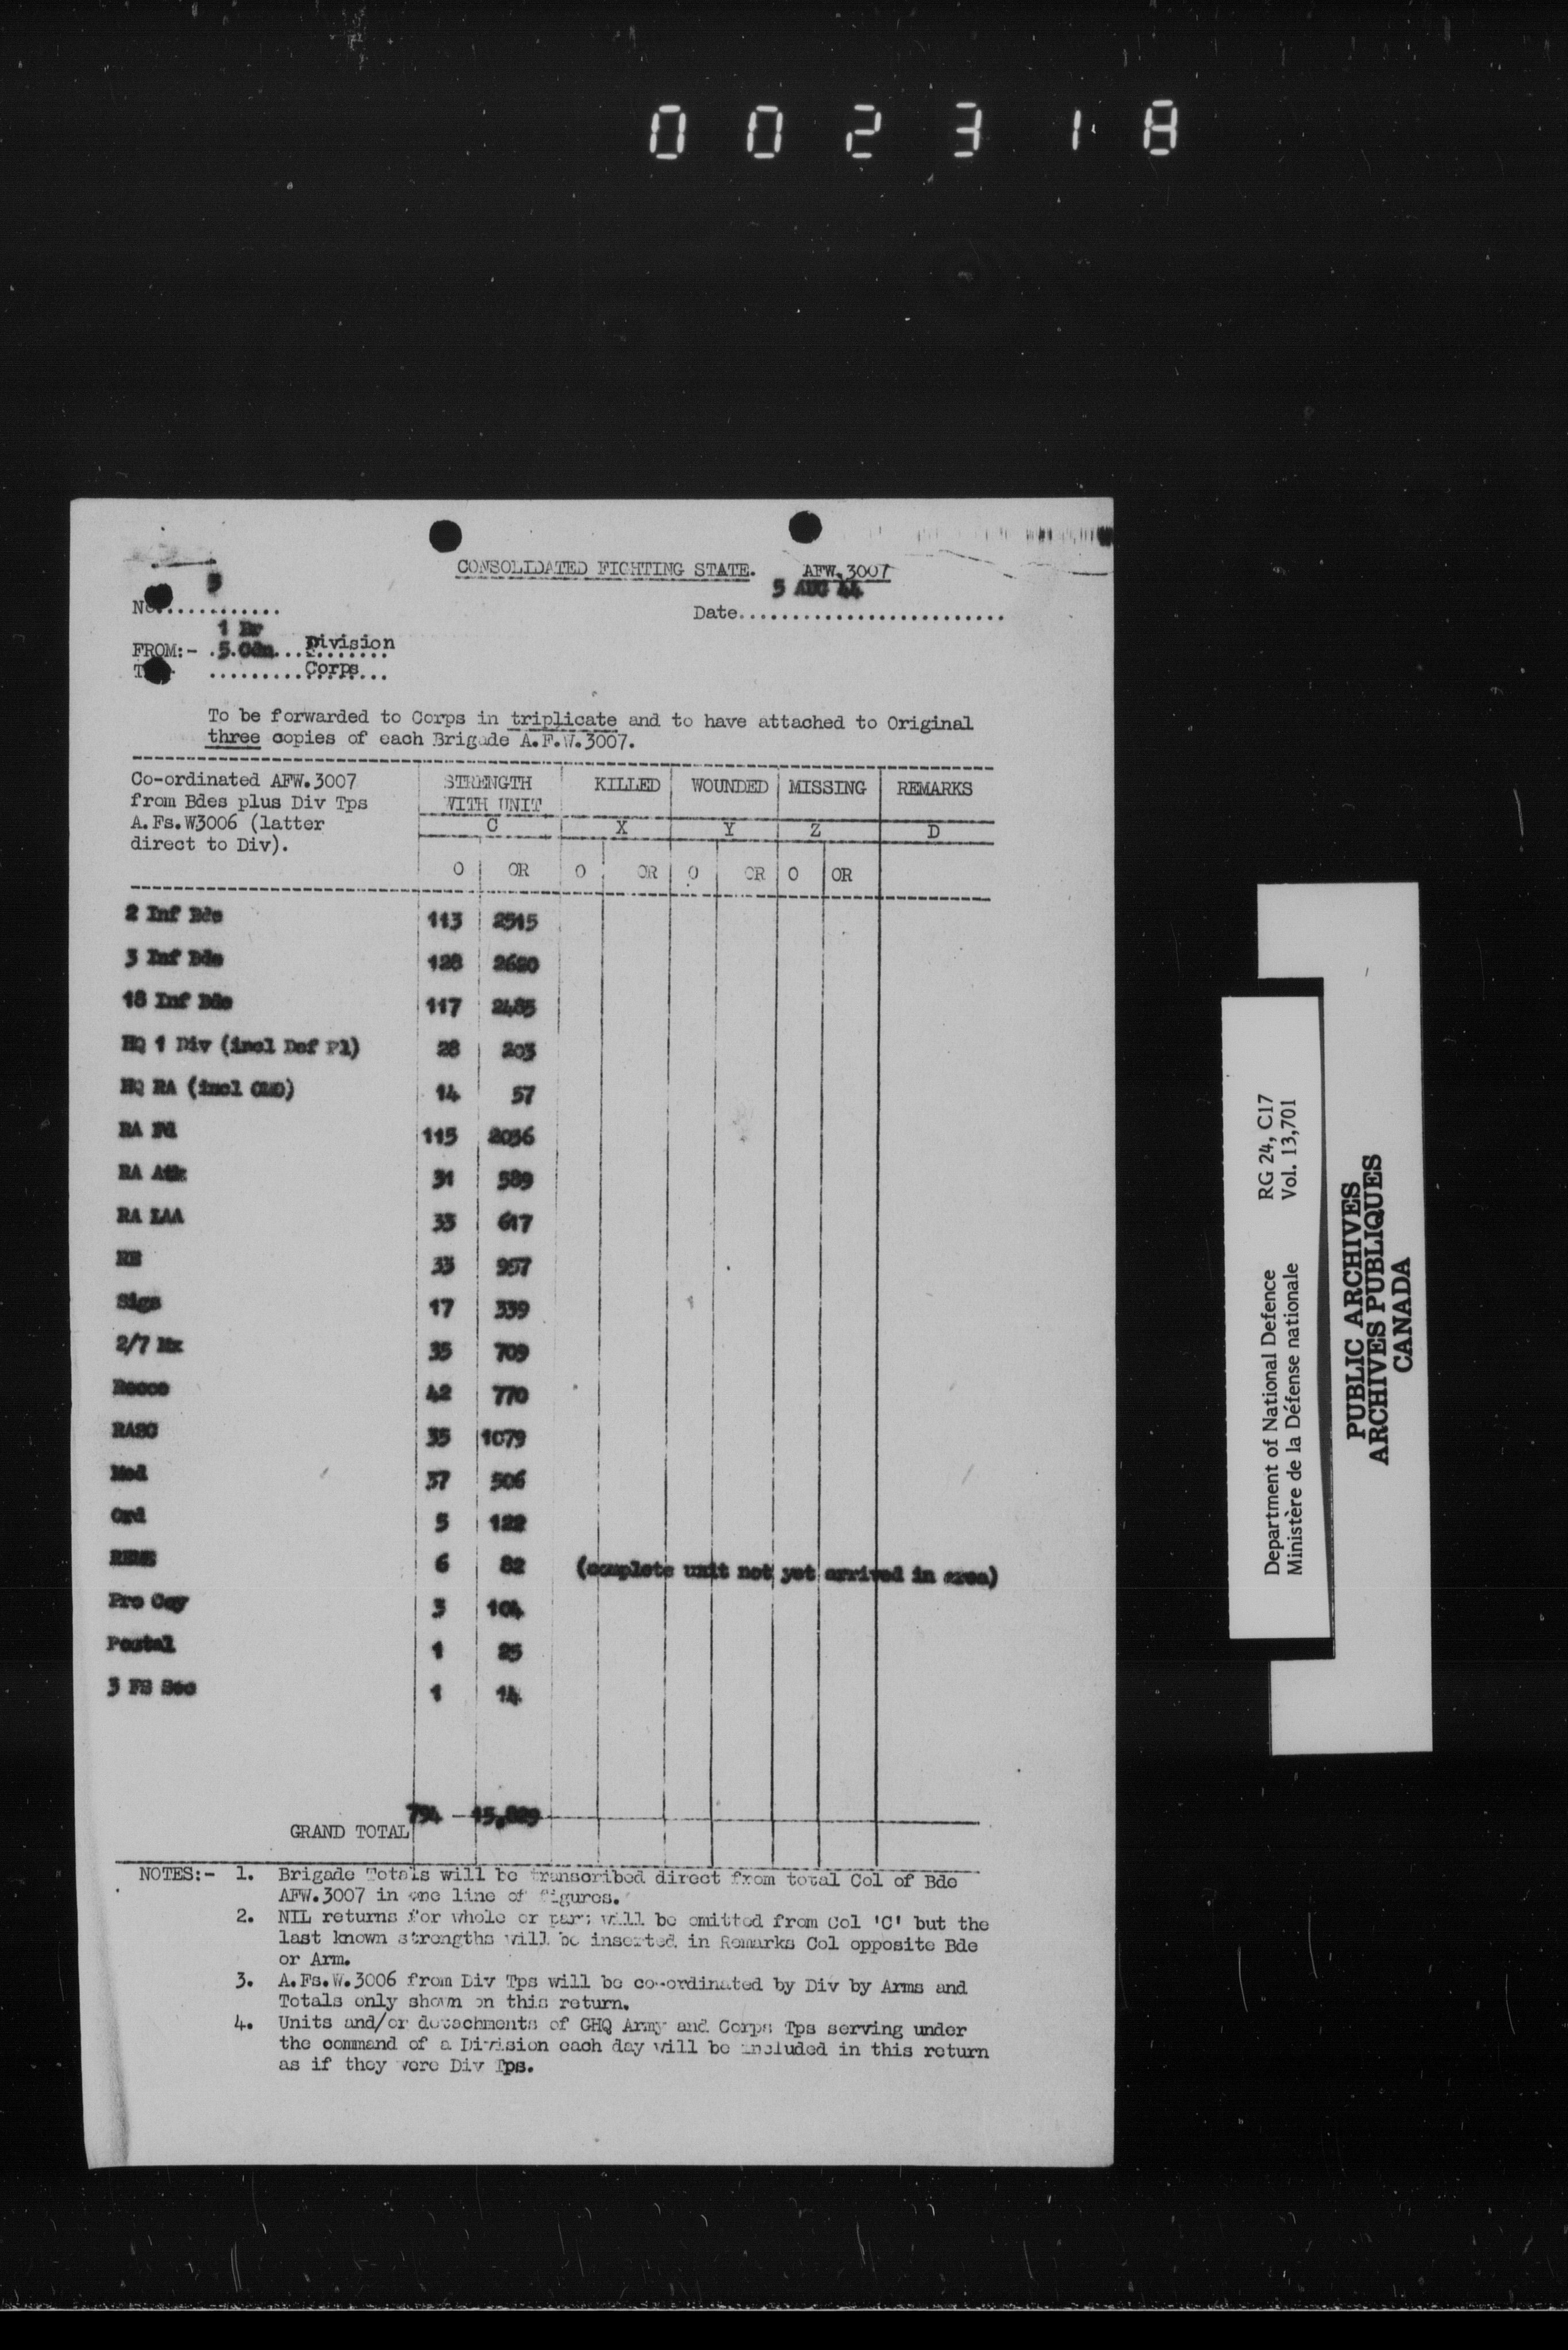 002318
CONSOLIDATED FIGHTING STATE. AFW.3007
5
5 AUG 44
No.............
Date..........................
1 Br
FROM:- .5.Cdn... Division
.......... Corps...
To be forwarded to Corps in triplicate and to have attached to Original
three copies of each Brigade A.F.W.3007.
Co-ordinated AFW.3007 STRENGTH KILLED WOUNDED MISSING REMARKS
from Bdes plus Div Tps WITH UNIT
A.Fs.W3006 (latter C X Y Z D
direct to Div).
O OR O OR O OR O OR
2 Inf Bde 113 2515
3 Inf Bde 128 2620
18 Inf Bde 117 2485
HQ 1 Div (incl Def Pl) 28 203
HQ RA (incl CMO) 14 57
RA Fd 115 2036
RA Atk 31 589
RA LAA 33 617
RE 33 957
Sigs 17 339
2/7 Mx 35 709
Recce 42 770
RASC 35 1079
Med 37 506
Ord 5 122
REME 6 82 (complete unit not yet arrived in area)
Pro Coy 3 104
Postal 1 25
3 FS Sec 1 14
794 15,829
GRAND TOTAL
NOTES:- 1. Brigade Totals will be transcribed direct from total Col of Bde
AFW.3007 in one line of figures.
2. NIL returns for whole or part will be omitted from Col 'C' but the
last known strengths will be inserted in Remarks Col opposite Bde
or Arm.
3. A.Fs.W.3006 from Div Tps will be co-ordinated by Div by Arms and
Totals only shown on this return.
4. Units and/or detachments of GHQ Army and Corps Tps serving under
the command of a Division each day will be included in this return
as if they were Div Tps.
Department of National Defence RG 24, C17
Ministère de la Défense nationale Vol. 13,701
PUBLIC ARCHIVES
ARCHIVES PUBLIQUES
CANADA